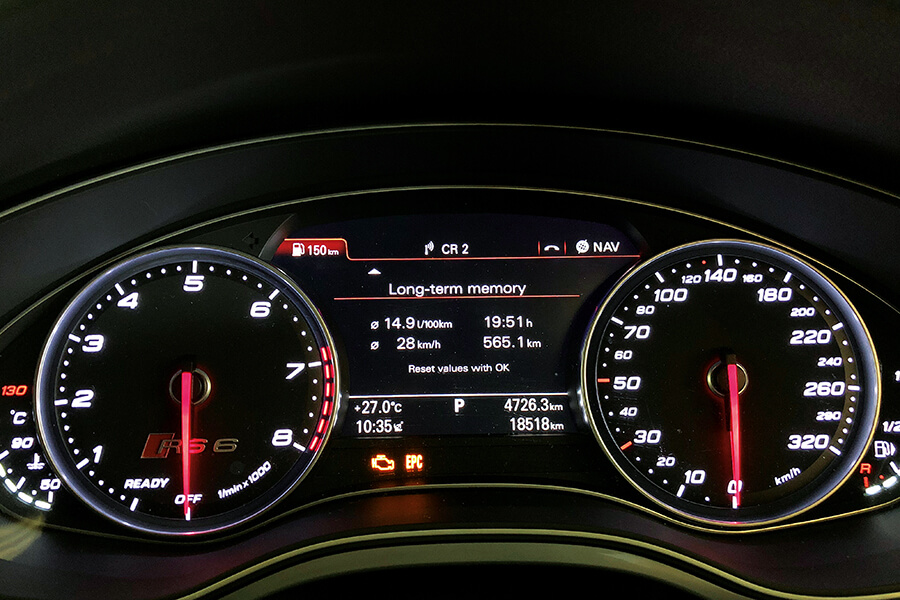 150 km
CR 2
NAV
Long-term memory
ø 14.9 l/100km 19:51 h
ø 28 km/h 565.1 km
Reset values with OK
+27.0°C P 4726.3 km
10:35 18518 km
EPC
1 2 3 4 5 6 7 8
RS 6
READY
OFF
1/min x 1000
0 10 20 30 40 50 60 70 80 100 120 140 160 180 200 220 240 260 280 320
km/h
130
°C
90
50
1/2
R